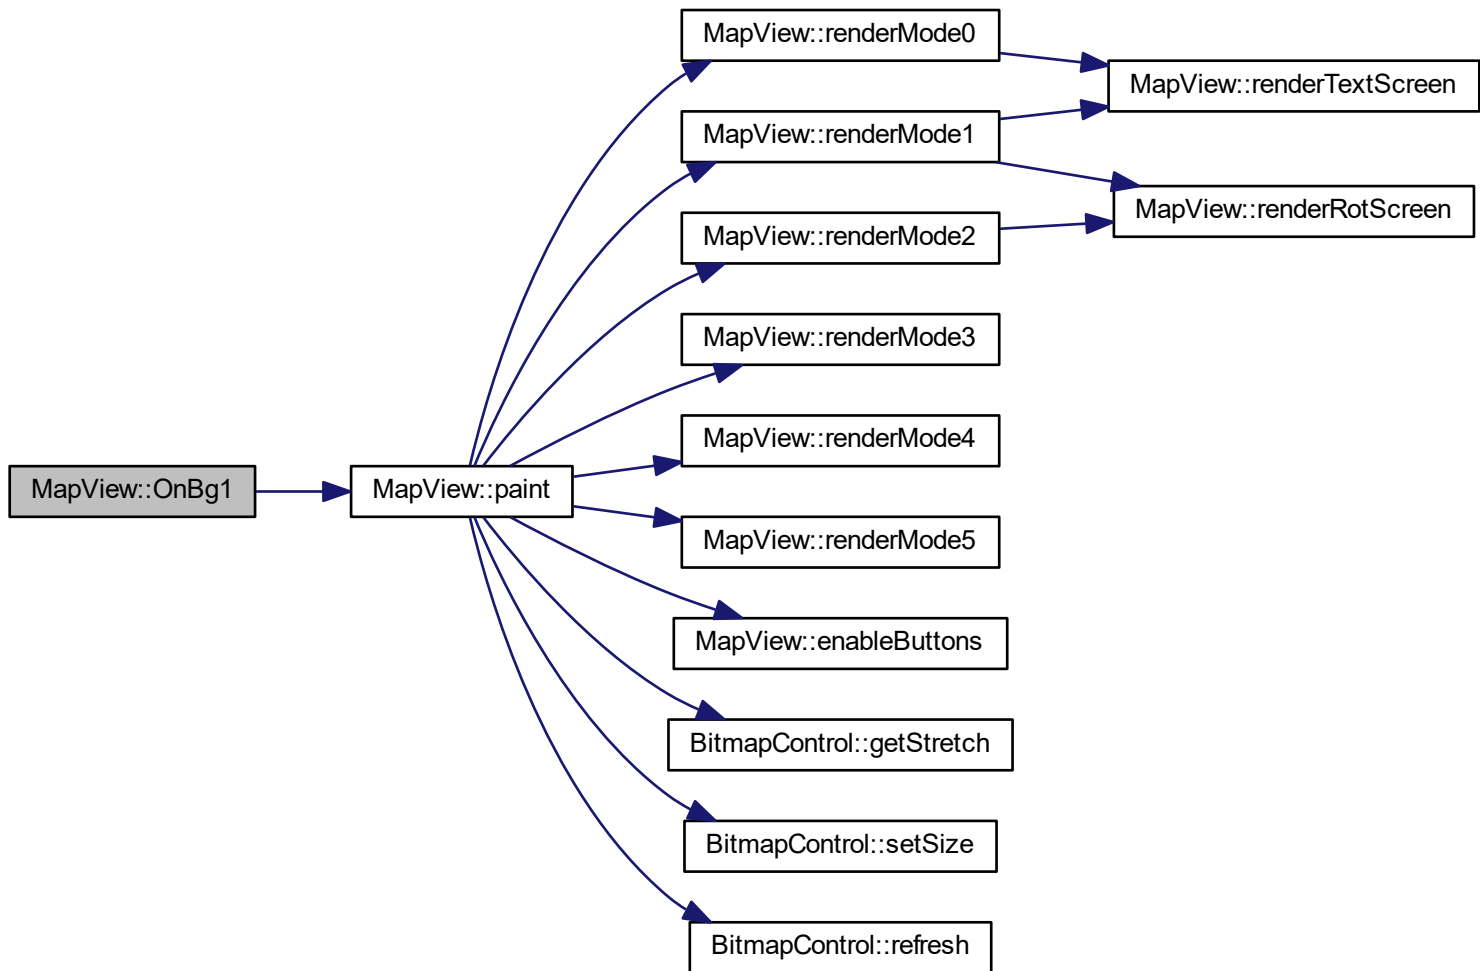 MapView::OnBg1
MapView::paint
MapView::renderMode0
MapView::renderMode1
MapView::renderMode2
MapView::renderMode3
MapView::renderMode4
MapView::renderMode5
MapView::enableButtons
BitmapControl::getStretch
BitmapControl::setSize
BitmapControl::refresh
MapView::renderTextScreen
MapView::renderRotScreen